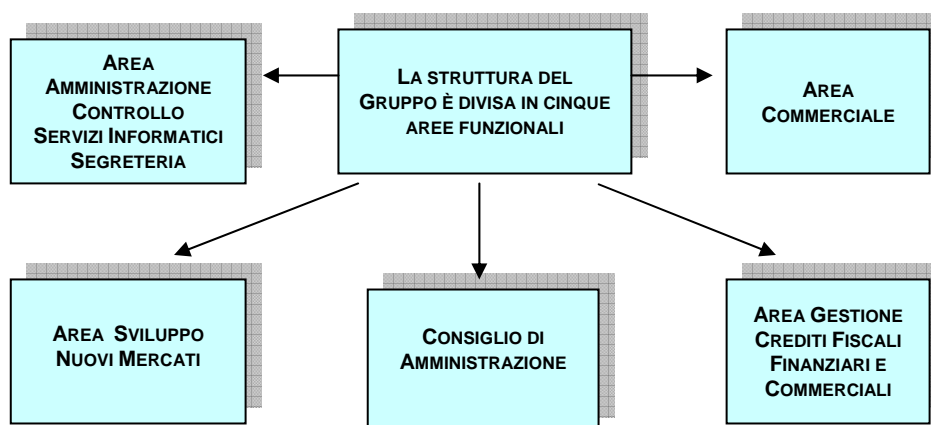 AREA
AMMINISTRAZIONE
CONTROLLO
SERVIZI INFORMATICI
SEGRETERIA
LA STRUTTURA DEL
GRUPPO È DIVISA IN CINQUE
AREE FUNZIONALI
AREA
COMMERCIALE
AREA SVILUPPO
NUOVI MERCATI
CONSIGLIO DI
AMMINISTRAZIONE
AREA GESTIONE
CREDITI FISCALI
FINANZIARI E
COMMERCIALI